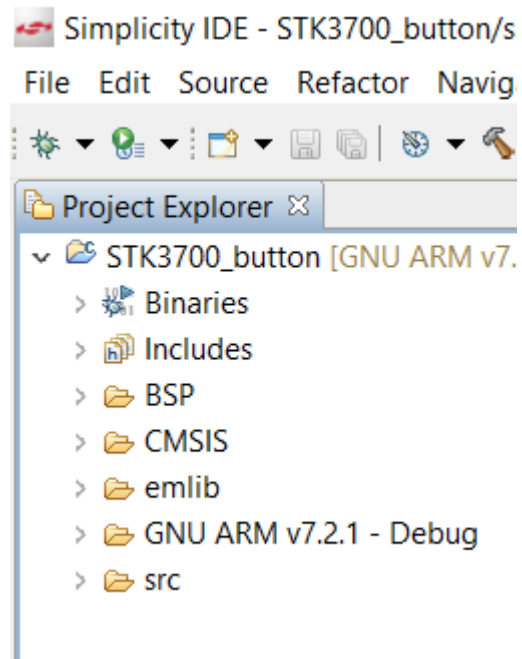 Simplicity IDE - STK3700_button/s
File Edit Source Refactor Navig
Project Explorer
STK3700_button [GNU ARM v7.
Binaries
Includes
BSP
CMSIS
emlib
GNU ARM v7.2.1 - Debug
src